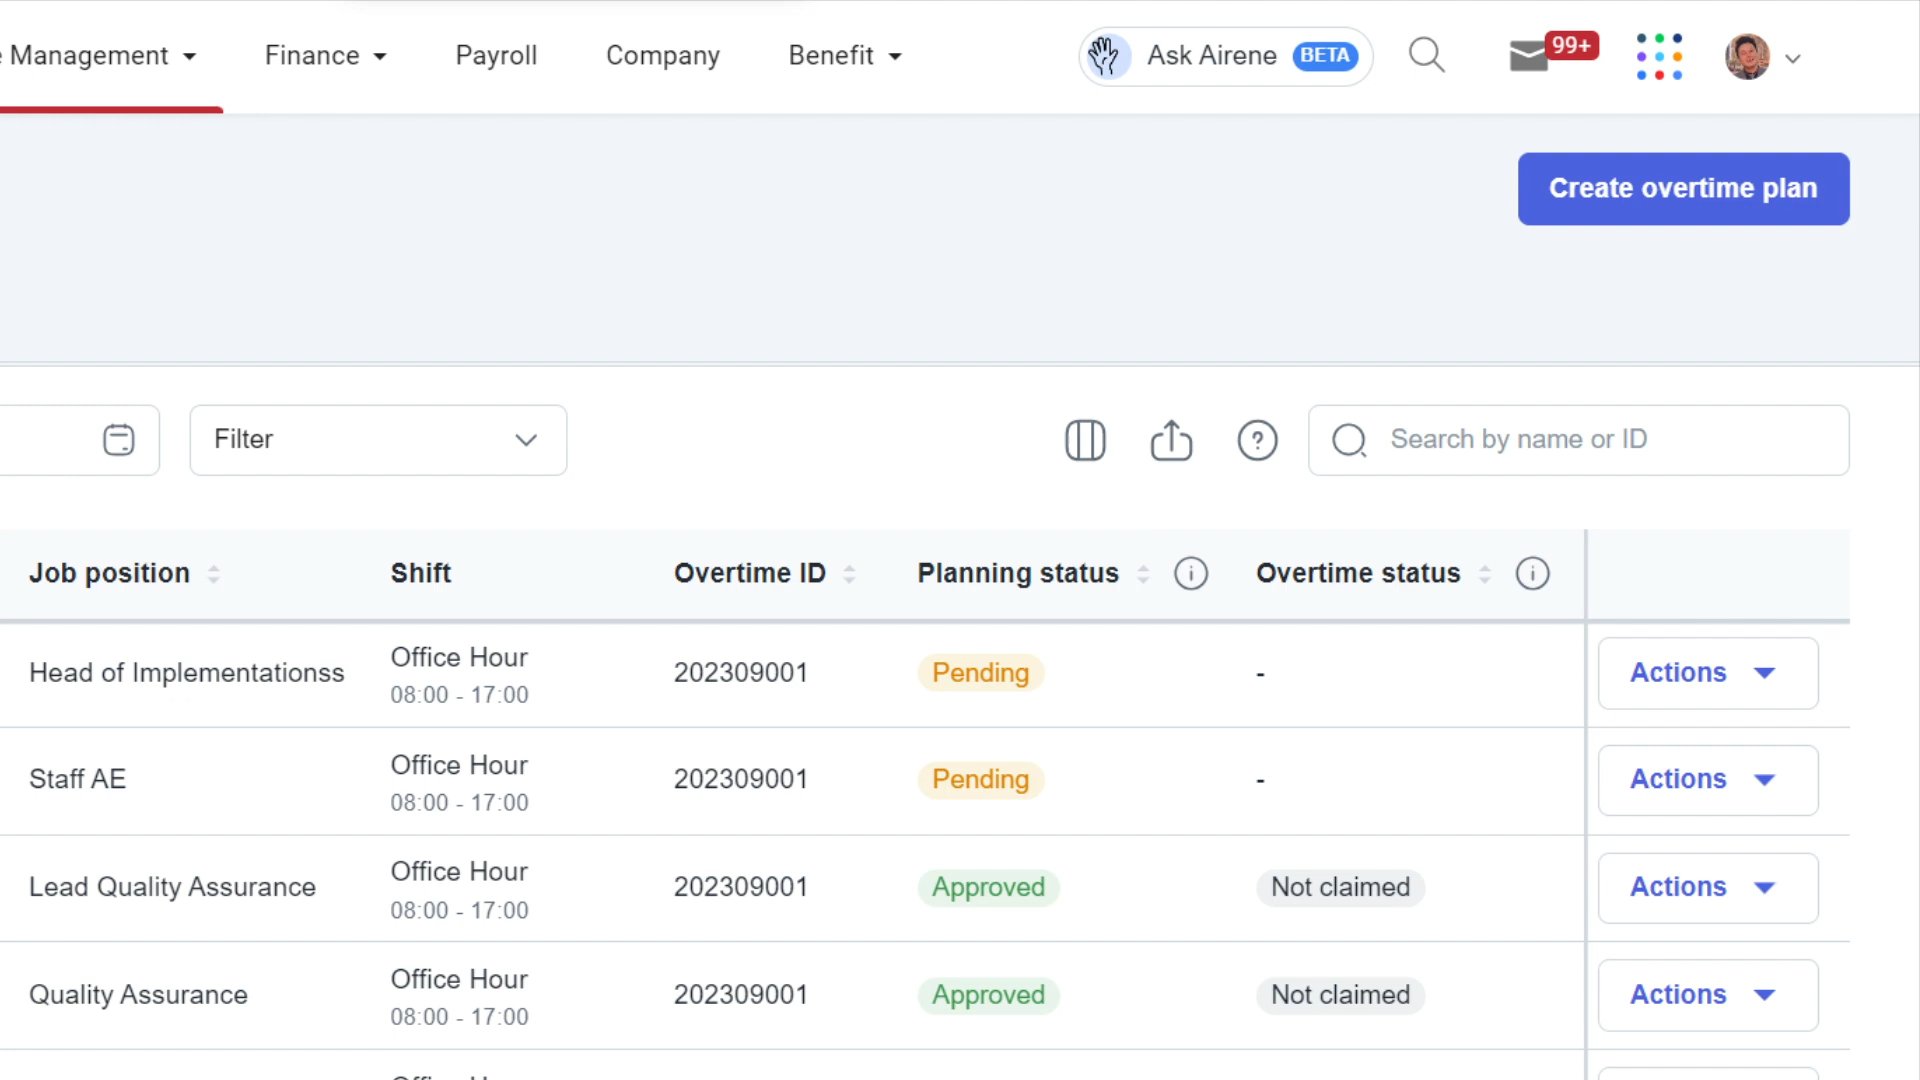 Management
Finance
Payroll
Company
Benefit
Ask Airene BETA
99+
Create overtime plan
Filter
Search by name or ID
Job position
Shift
Overtime ID
Planning status
Overtime status
Head of Implementationss
Office Hour
08:00 - 17:00
202309001
Pending
-
Actions
Staff AE
Office Hour
08:00 - 17:00
202309001
Pending
-
Actions
Lead Quality Assurance
Office Hour
08:00 - 17:00
202309001
Approved
Not claimed
Actions
Quality Assurance
Office Hour
08:00 - 17:00
202309001
Approved
Not claimed
Actions